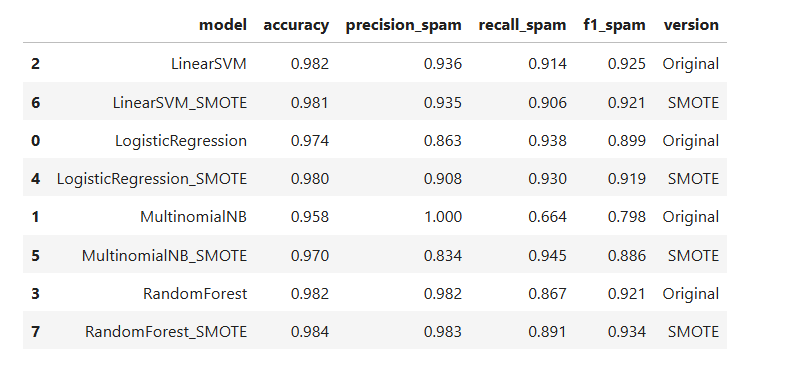 model accuracy precision_spam recall_spam f1_spam version
2 LinearSVM 0.982 0.936 0.914 0.925 Original
6 LinearSVM_SMOTE 0.981 0.935 0.906 0.921 SMOTE
0 LogisticRegression 0.974 0.863 0.938 0.899 Original
4 LogisticRegression_SMOTE 0.980 0.908 0.930 0.919 SMOTE
1 MultinomialNB 0.958 1.000 0.664 0.798 Original
5 MultinomialNB_SMOTE 0.970 0.834 0.945 0.886 SMOTE
3 RandomForest 0.982 0.982 0.867 0.921 Original
7 RandomForest_SMOTE 0.984 0.983 0.891 0.934 SMOTE